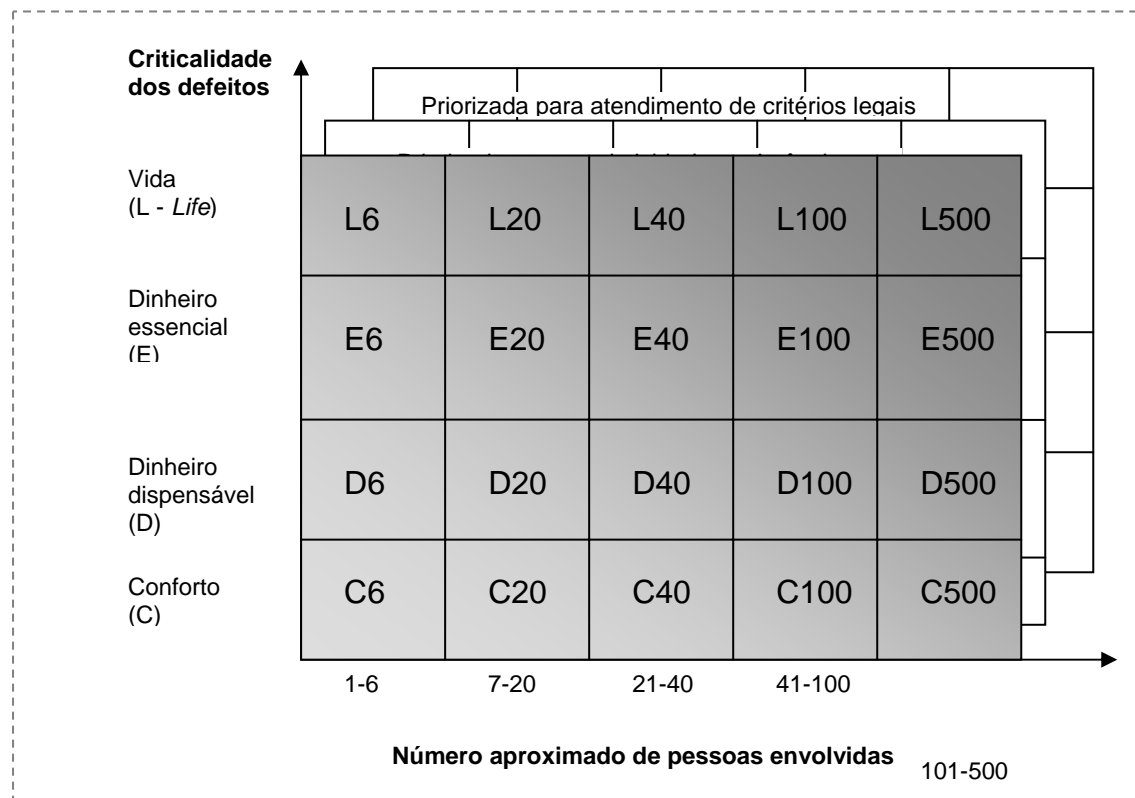 Criticalidade
dos defeitos
Priorizada para atendimento de critérios legais
Vida
(L - Life)
L6 L20 L40 L100 L500
Dinheiro
essencial
(E)
E6 E20 E40 E100 E500
Dinheiro
dispensável
(D)
D6 D20 D40 D100 D500
Conforto
(C)
C6 C20 C40 C100 C500
1-6 7-20 21-40 41-100
Número aproximado de pessoas envolvidas
101-500